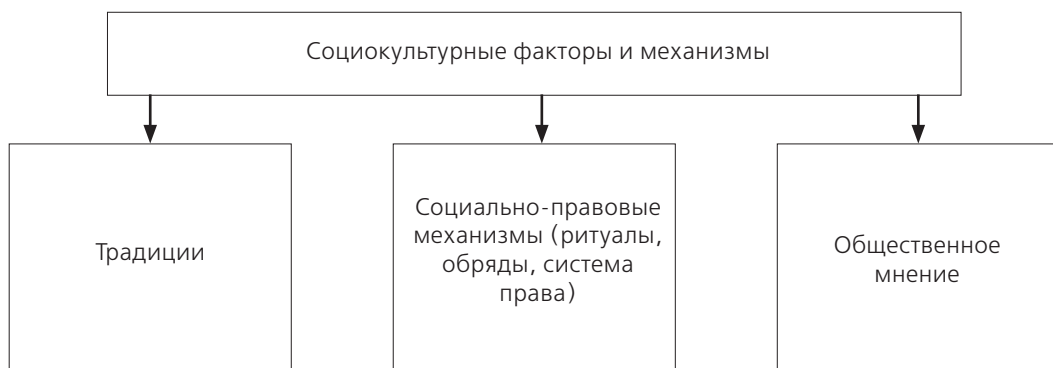 Социокультурные факторы и механизмы
Традиции
Социально-правовые
механизмы (ритуалы,
обряды, система
права)
Общественное
мнение